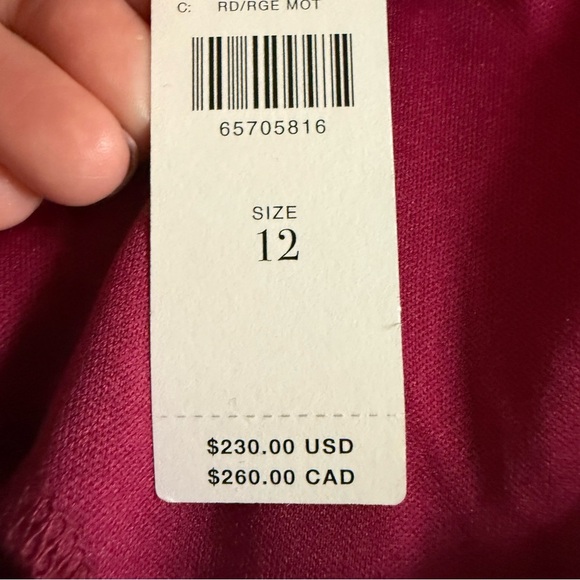 C: RD/RGE MOT
65705816
SIZE
12
$230.00 USD
$260.00 CAD